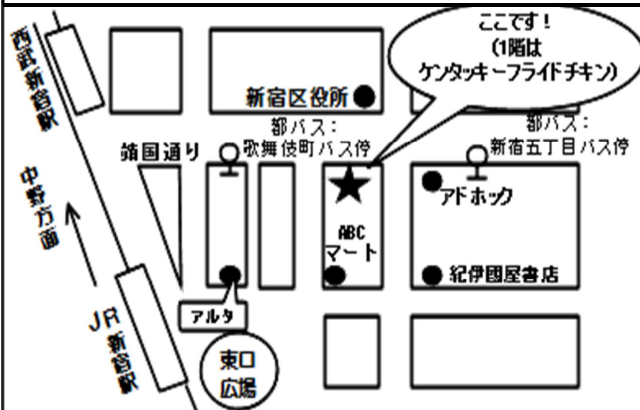 ここです！
(1階は
ケンタッキーフライドチキン)
西武新宿駅
新宿区役所
都バス：
歌舞伎町バス停
都バス：
新宿五丁目バス停
靖国通り
中野方面
アドホック
ABC
マート
紀伊國屋書店
アルタ
JR新宿駅
東口
広場